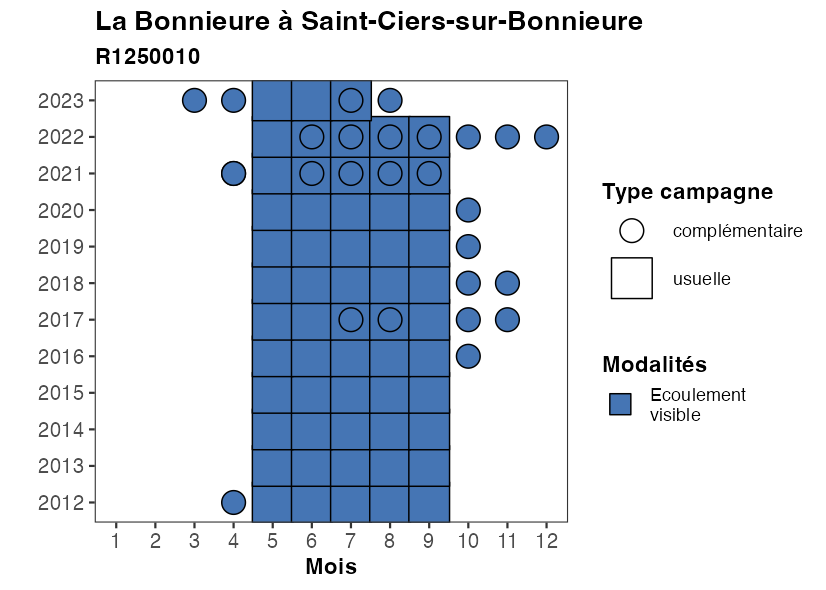 La Bonnieure à Saint-Ciers-sur-Bonnieure
R1250010
2023
2022
2021
2020
2019
2018
2017
2016
2015
2014
2013
2012
1 2 3 4 5 6 7 8 9 10 11 12
Mois
Type campagne
complémentaire
usuelle
Modalités
Ecoulement
visible